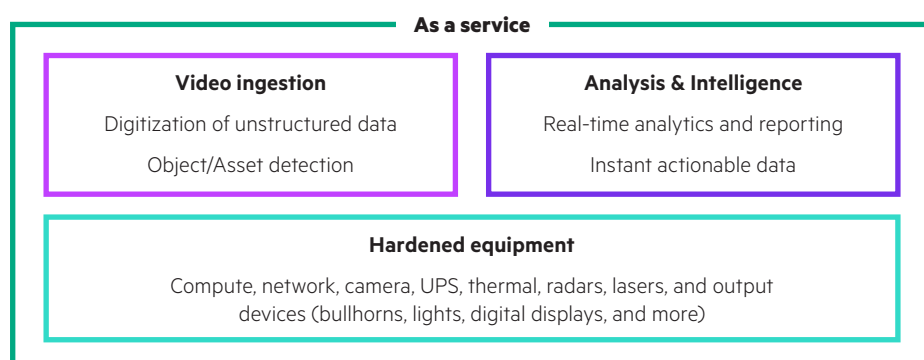 As a service
Video ingestion
Digitization of unstructured data
Object/Asset detection
Analysis & Intelligence
Real-time analytics and reporting
Instant actionable data
Hardened equipment
Compute, network, camera, UPS, thermal, radars, lasers, and output
devices (bullhorns, lights, digital displays, and more)